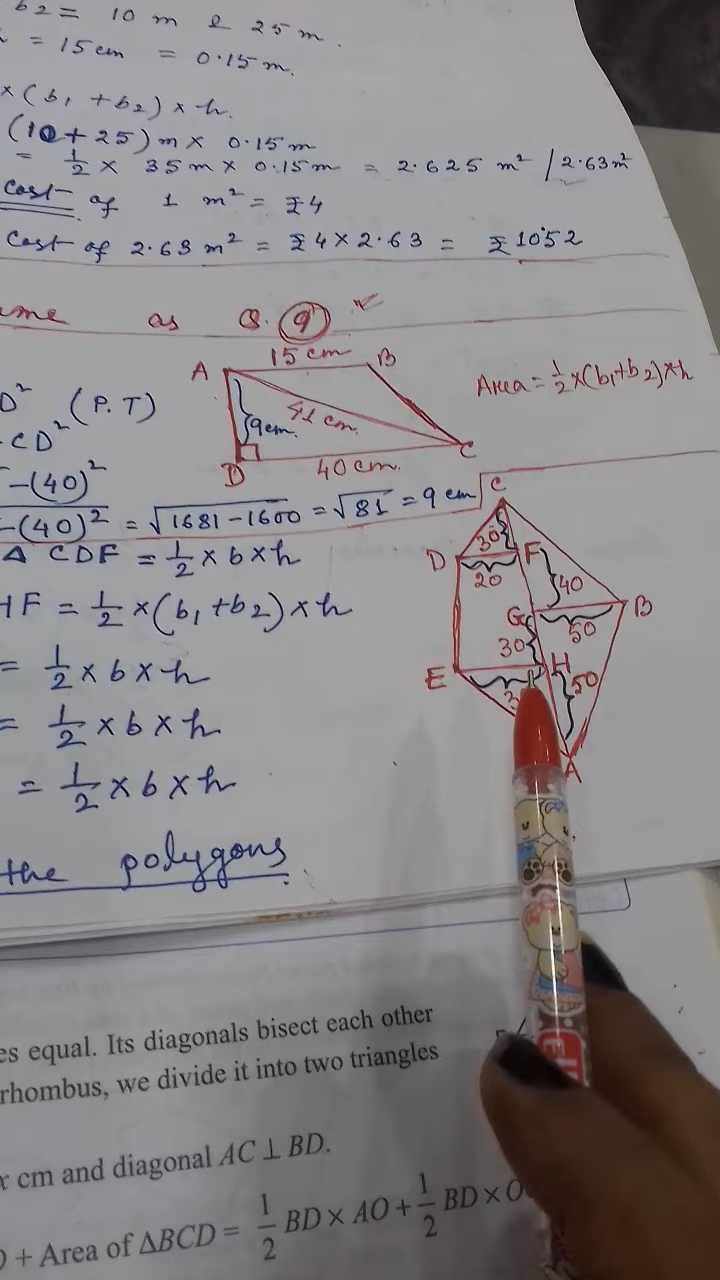 b2 = 10 m & 25 m.
= 15 cm = 0.15 m.
× (b1 + b2) × h.
(10 + 25) m × 0.15 m
= 1/2 × 35 m × 0.15 m = 2.625 m² / 2.63 m²
Cost of 1 m² = ₹4
Cost of 2.63 m² = ₹4 × 2.63 = ₹10.52
ume as Q. 9
A 15 cm B
Area = 1/2 × (b1 + b2) × h
D² (P.T)
CD²
41 cm.
9 cm.
D 40 cm. C
-(40)²
-(40)² = √1681-1600 = √81 = 9 cm
Δ CDF = 1/2 × b × h
HF = 1/2 × (b1 + b2) × h
= 1/2 × b × h
= 1/2 × b × h
= 1/2 × b × h
C
30
D F
20 40
G B
50
30
E H
3 50
A
the polygons.
es equal. Its diagonals bisect each other
rhombus, we divide it into two triangles
x cm and diagonal AC ⊥ BD.
) + Area of ΔBCD = 1/2 BD × AO + 1/2 BD × O